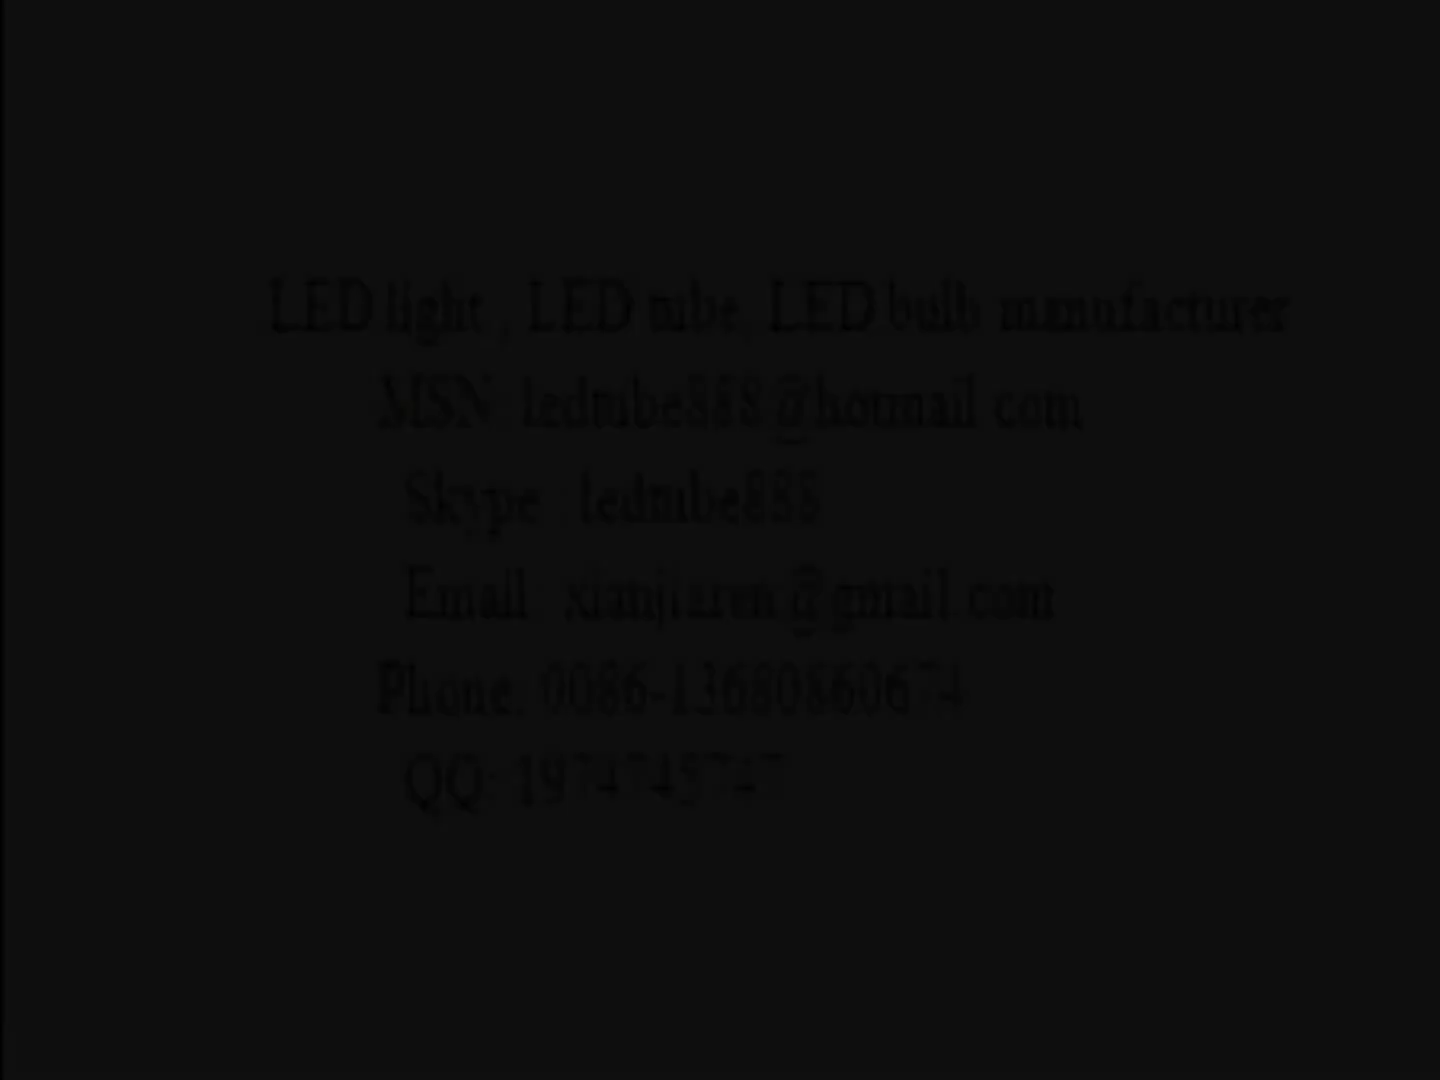 LED light , LED tube, LED bulb manufacturer
MSN: ledtube888@hotmail.com
Skype : ledtube888
Email: xianjiaren@gmail.com
Phone: 0086-13680860674
QQ: 1974745747